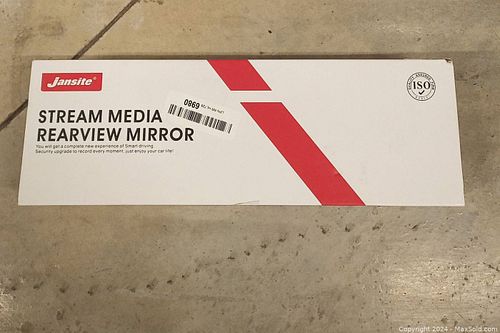 Jansite®
STREAM MEDIA
REARVIEW MIRROR
You will get a complete new experience of Smart driving.
Security upgrade to record every moment, just enjoy your car life!
0869
ISO
Copyright 2024 - MaxSold.com